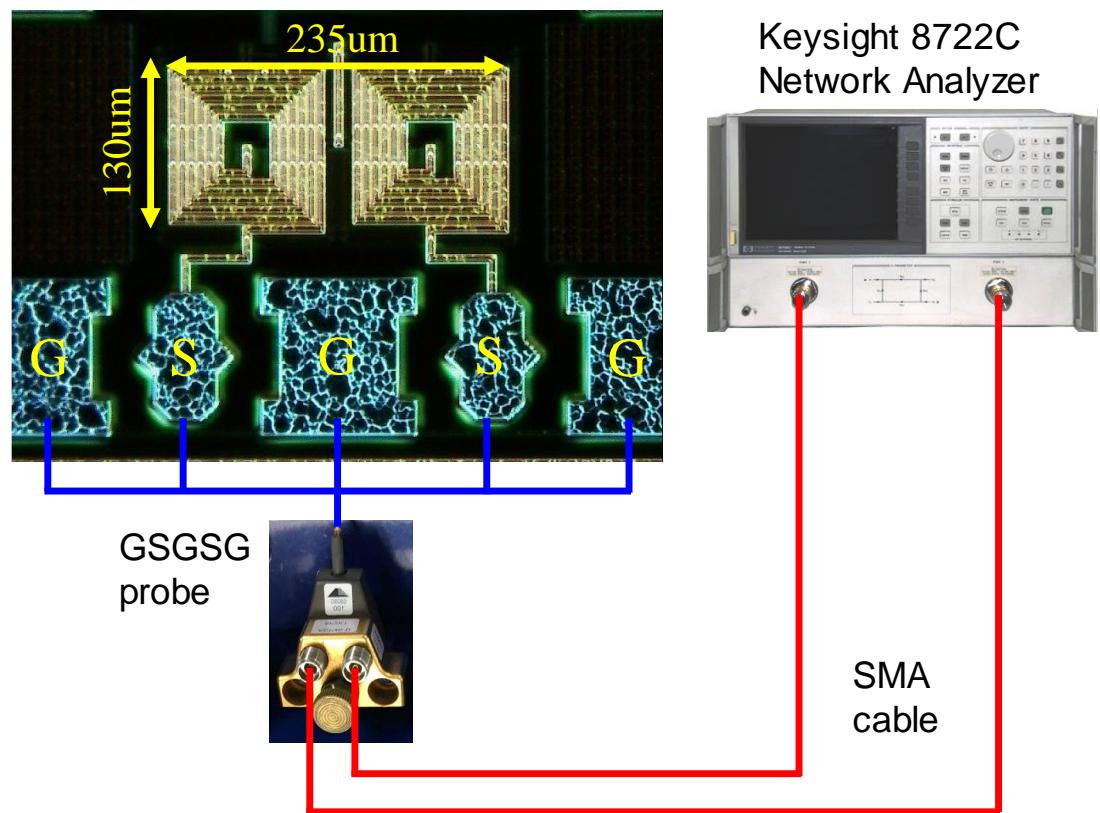 235um
130um
G S G S G
Keysight 8722C
Network Analyzer
GSGSG
probe
SMA
cable